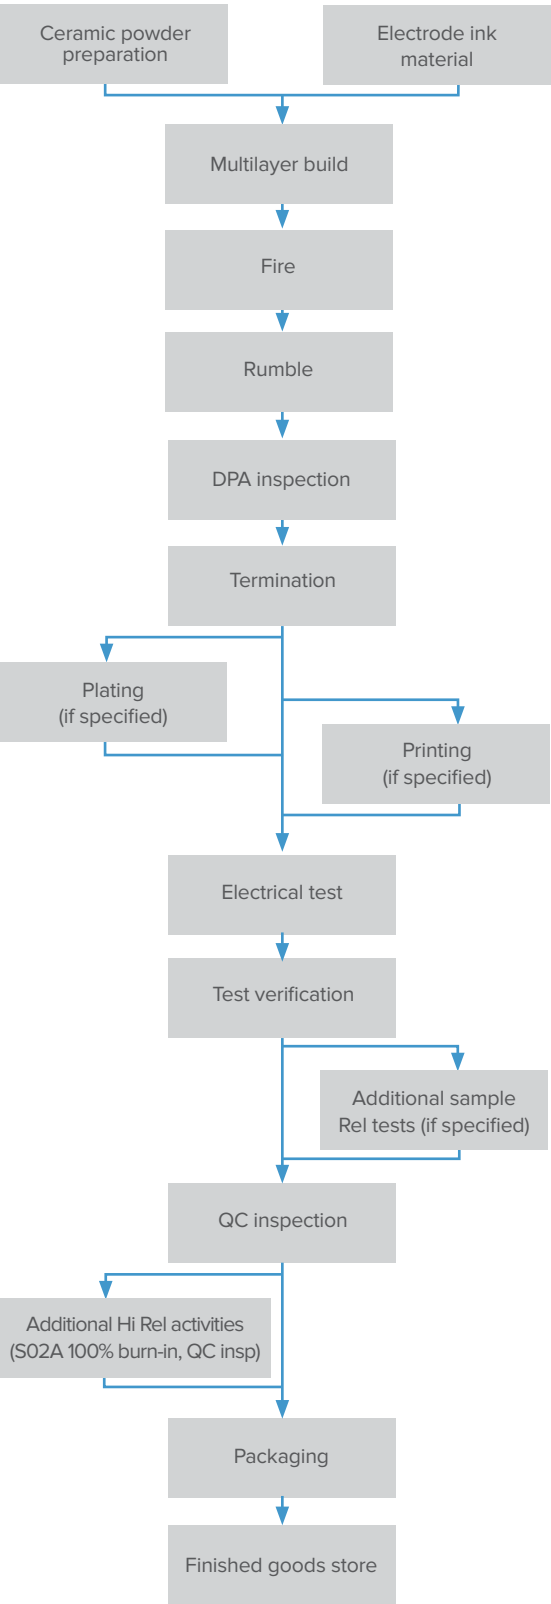 Ceramic powder
preparation
Electrode ink
material
Multilayer build
Fire
Rumble
DPA inspection
Termination
Plating
(if specified)
Printing
(if specified)
Electrical test
Test verification
Additional sample
Rel tests (if specified)
QC inspection
Additional Hi Rel activities
(S02A 100% burn-in, QC insp)
Packaging
Finished goods store